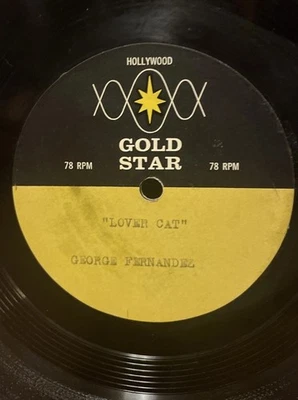 HOLLYWOOD
GOLD
STAR
78 RPM 78 RPM
"LOVER CAT"
GEORGE FERNANDEZ